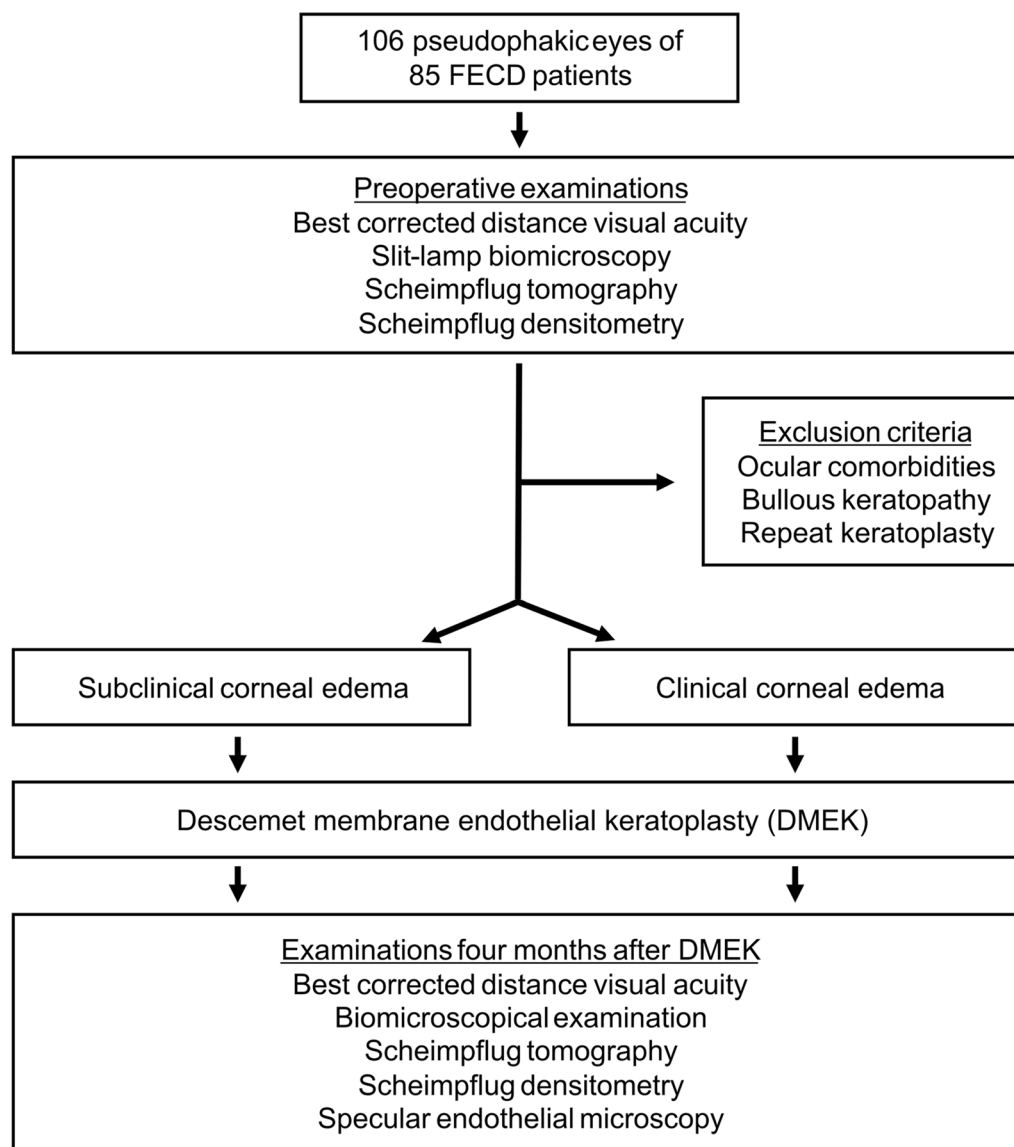 106 pseudophakic eyes of
85 FECD patients
Preoperative examinations
Best corrected distance visual acuity
Slit-lamp biomicroscopy
Scheimpflug tomography
Scheimpflug densitometry
Exclusion criteria
Ocular comorbidities
Bullous keratopathy
Repeat keratoplasty
Subclinical corneal edema
Clinical corneal edema
Descemet membrane endothelial keratoplasty (DMEK)
Examinations four months after DMEK
Best corrected distance visual acuity
Biomicroscopical examination
Scheimpflug tomography
Scheimpflug densitometry
Specular endothelial microscopy